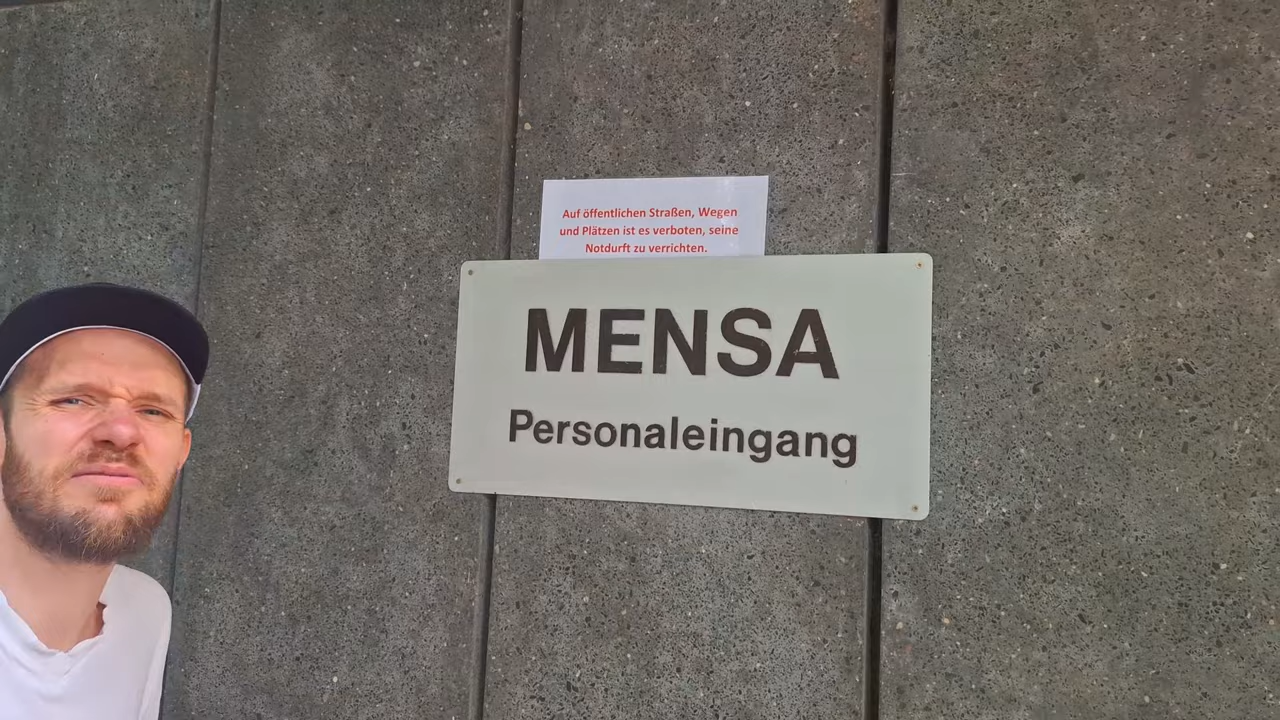 Auf öffentlichen Straßen, Wegen
und Plätzen ist es verboten, seine
Notdurft zu verrichten.
MENSA
Personaleingang